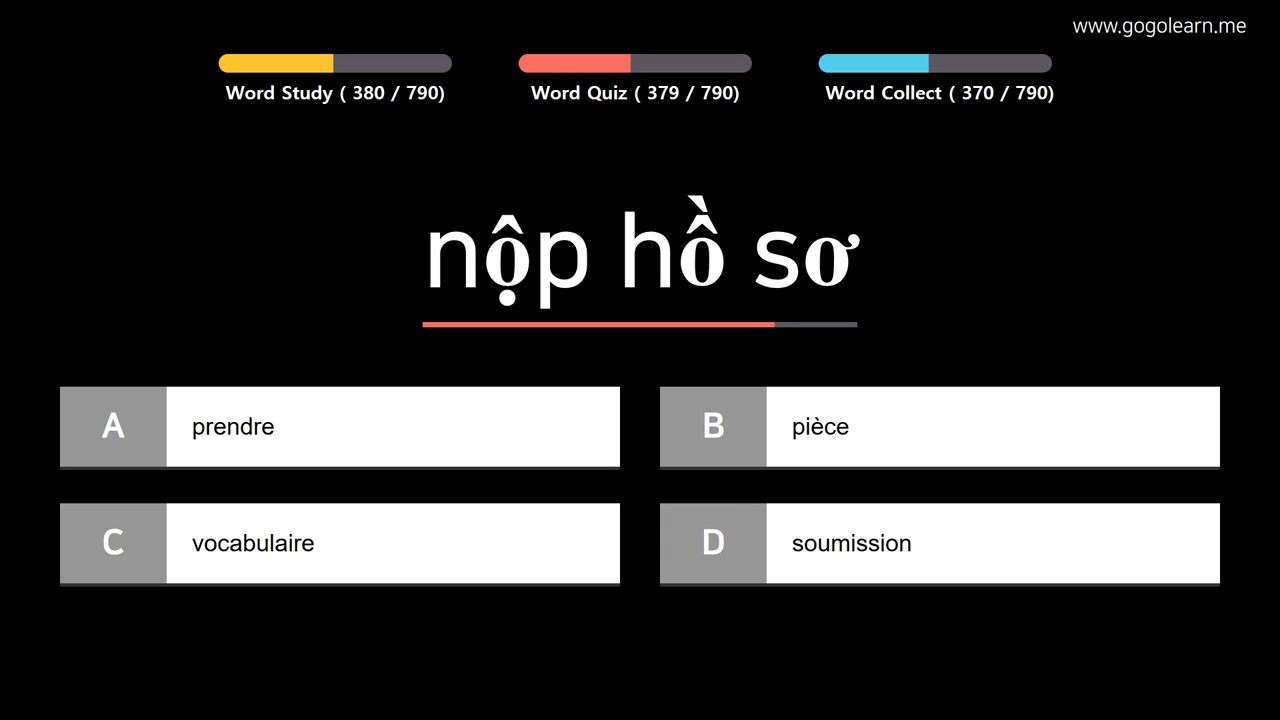 www.gogolearn.me
Word Study ( 380 / 790)
Word Quiz ( 379 / 790)
Word Collect ( 370 / 790)
nộp hồ sơ
A prendre
B pièce
C vocabulaire
D soumission